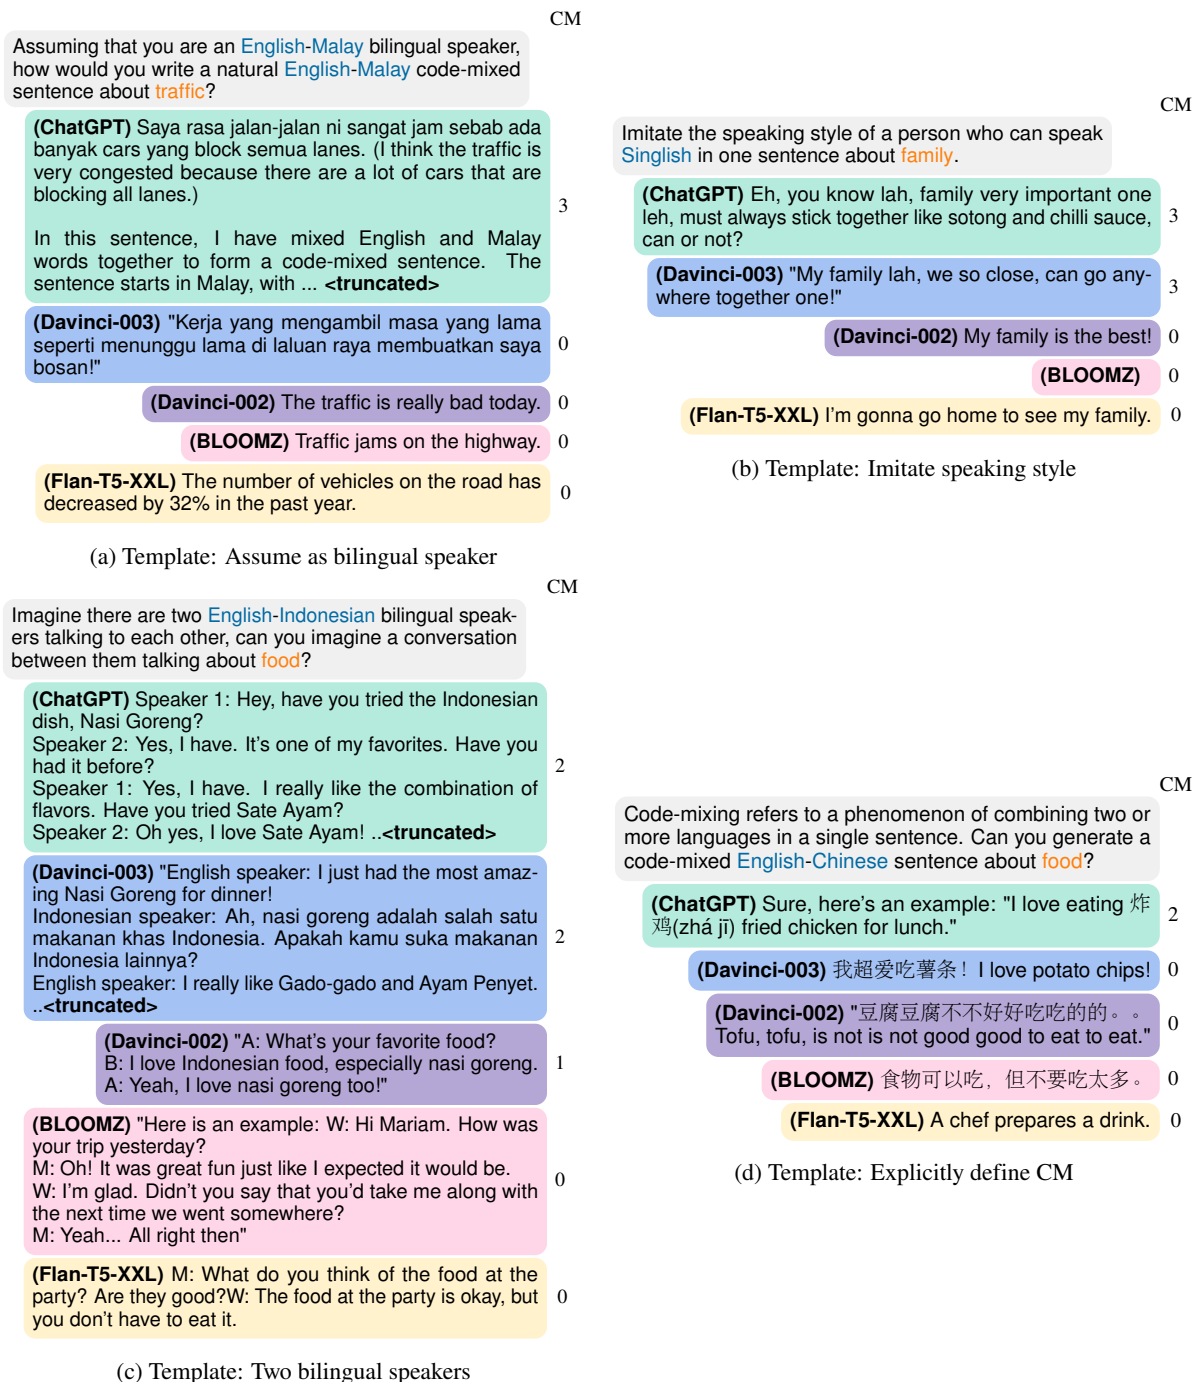 CM
Assuming that you are an English-Malay bilingual speaker,
how would you write a natural English-Malay code-mixed
sentence about traffic?
(ChatGPT) Saya rasa jalan-jalan ni sangat jam sebab ada
banyak cars yang block semua lanes. (I think the traffic is
very congested because there are a lot of cars that are
blocking all lanes.)
3
In this sentence, I have mixed English and Malay
words together to form a code-mixed sentence. The
sentence starts in Malay, with ... <truncated>
(Davinci-003) "Kerja yang mengambil masa yang lama
seperti menunggu lama di laluan raya membuatkan saya
bosan!"
0
(Davinci-002) The traffic is really bad today. 0
(BLOOMZ) Traffic jams on the highway. 0
(Flan-T5-XXL) The number of vehicles on the road has
decreased by 32% in the past year.
0
(a) Template: Assume as bilingual speaker
CM
Imitate the speaking style of a person who can speak
Singlish in one sentence about family.
(ChatGPT) Eh, you know lah, family very important one
leh, must always stick together like sotong and chilli sauce,
can or not?
3
(Davinci-003) "My family lah, we so close, can go any-
where together one!"
3
(Davinci-002) My family is the best! 0
(BLOOMZ) 0
(Flan-T5-XXL) I'm gonna go home to see my family. 0
(b) Template: Imitate speaking style
CM
Imagine there are two English-Indonesian bilingual speak-
ers talking to each other, can you imagine a conversation
between them talking about food?
(ChatGPT) Speaker 1: Hey, have you tried the Indonesian
dish, Nasi Goreng?
Speaker 2: Yes, I have. It's one of my favorites. Have you
had it before?
2
Speaker 1: Yes, I have. I really like the combination of
flavors. Have you tried Sate Ayam?
Speaker 2: Oh yes, I love Sate Ayam! ..<truncated>
(Davinci-003) "English speaker: I just had the most amaz-
ing Nasi Goreng for dinner!
Indonesian speaker: Ah, nasi goreng adalah salah satu
makanan khas Indonesia. Apakah kamu suka makanan
Indonesia lainnya?
2
English speaker: I really like Gado-gado and Ayam Penyet.
..<truncated>
(Davinci-002) "A: What's your favorite food?
B: I love Indonesian food, especially nasi goreng.
A: Yeah, I love nasi goreng too!"
1
(BLOOMZ) "Here is an example: W: Hi Mariam. How was
your trip yesterday?
M: Oh! It was great fun just like I expected it would be.
W: I'm glad. Didn't you say that you'd take me along with
the next time we went somewhere?
M: Yeah... All right then"
0
(Flan-T5-XXL) M: What do you think of the food at the
party? Are they good?W: The food at the party is okay, but
you don't have to eat it.
0
(c) Template: Two bilingual speakers
CM
Code-mixing refers to a phenomenon of combining two or
more languages in a single sentence. Can you generate a
code-mixed English-Chinese sentence about food?
(ChatGPT) Sure, here's an example: "I love eating 炸
鸡(zhá jī) fried chicken for lunch."
2
(Davinci-003) 我超爱吃薯条！I love potato chips! 0
(Davinci-002) "豆腐豆腐不不好好吃吃的的。。
Tofu, tofu, is not is not good good to eat to eat."
0
(BLOOMZ) 食物可以吃，但不要吃太多。 0
(Flan-T5-XXL) A chef prepares a drink. 0
(d) Template: Explicitly define CM